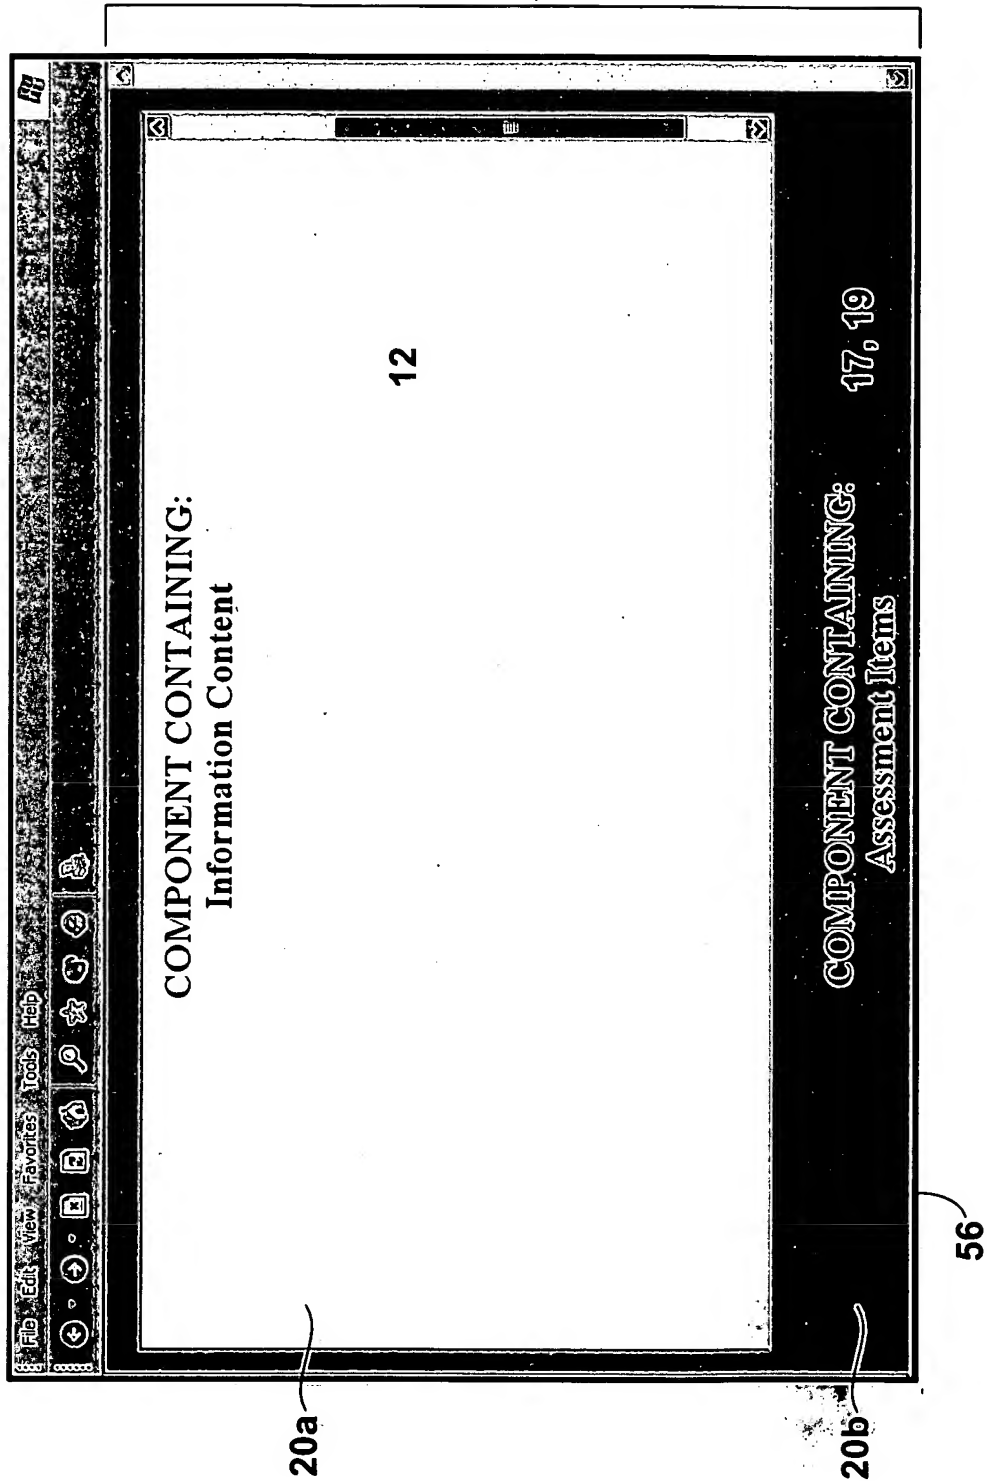 File Edit View Favorites Tools Help
COMPONENT CONTAINING:
Information Content
12
20a
COMPONENT CONTAINING:
17, 19
Assessment Items
20b
56